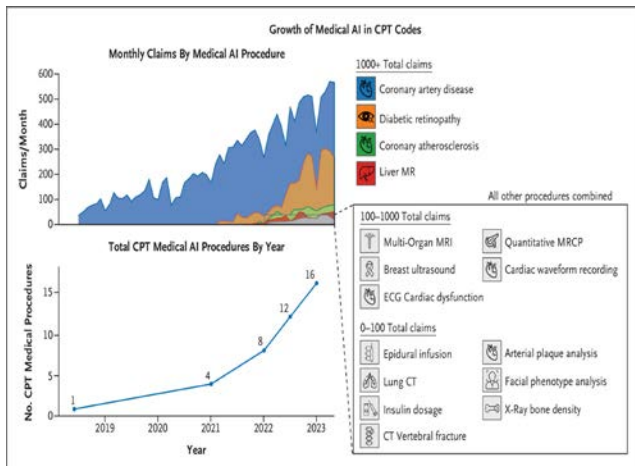 Growth of Medical AI in CPT Codes
Monthly Claims By Medical AI Procedure
Claims/Month
600
500
400
300
200
100
0
1000+ Total claims
Coronary artery disease
Diabetic retinopathy
Coronary atherosclerosis
Liver MR
All other procedures combined
100–1000 Total claims
Multi-Organ MRI
Quantitative MRCP
Breast ultrasound
Cardiac waveform recording
ECG Cardiac dysfunction
0–100 Total claims
Epidural infusion
Arterial plaque analysis
Lung CT
Facial phenotype analysis
Insulin dosage
X-Ray bone density
CT Vertebral fracture
Total CPT Medical AI Procedures By Year
No. CPT Medical Procedures
15
10
5
0
1
4
8
12
16
2019 2020 2021 2022 2023
Year